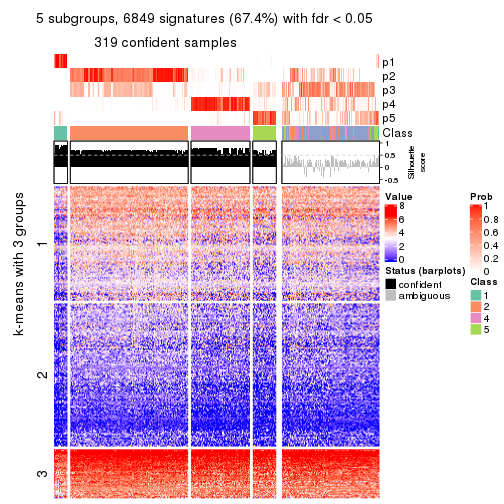 5 subgroups, 6849 signatures (67.4%) with fdr < 0.05
319 confident samples
p1
p2
p3
p4
p5
Class
1
0.5
0
-0.5
Silhouette
score
k-means with 3 groups
1
2
3
Value
8
6
4
2
0
Status (barplots)
confident
ambiguous
Prob
1
0.8
0.6
0.4
0.2
0
Class
1
2
4
5